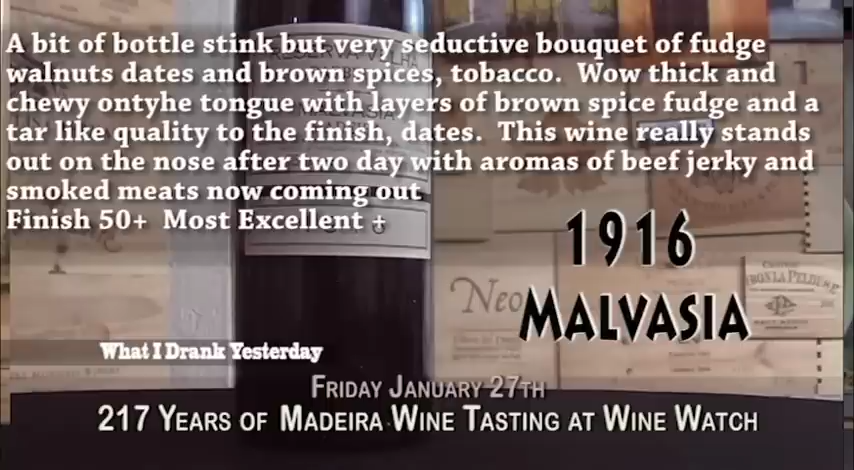 A bit of bottle stink but very seductive bouquet of fudge
walnuts dates and brown spices, tobacco. Wow thick and
chewy ontyhe tongue with layers of brown spice fudge and a
tar like quality to the finish, dates. This wine really stands
out on the nose after two day with aromas of beef jerky and
smoked meats now coming out
Finish 50+ Most Excellent +
RESERVA VELHA
MALVASIA
1916
MALVASIA
Neo
What I Drank Yesterday
FRIDAY JANUARY 27TH
217 YEARS OF MADEIRA WINE TASTING AT WINE WATCH